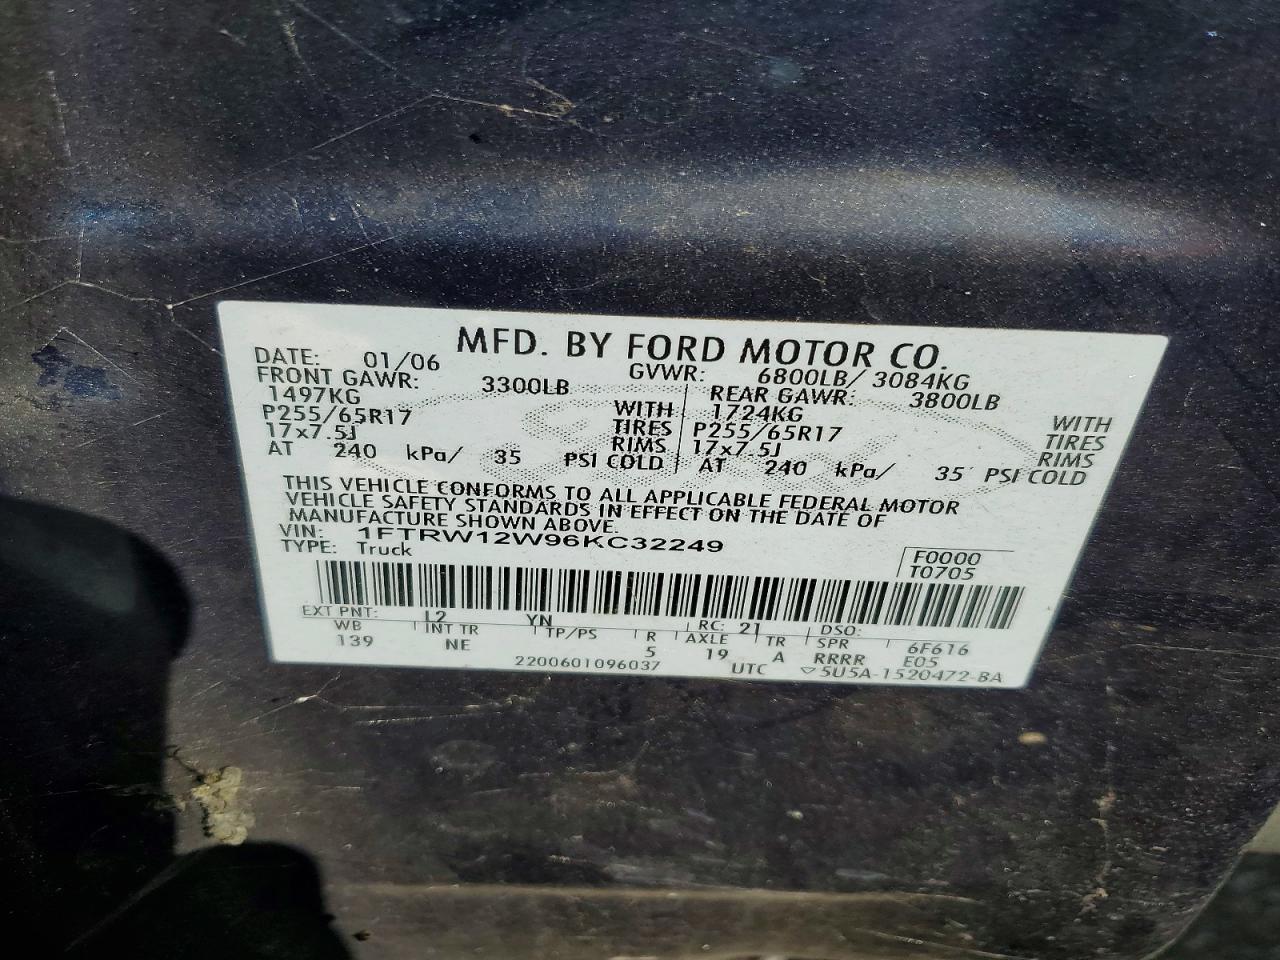 MFD. BY FORD MOTOR CO.
DATE: 01/06 GVWR: 6800LB/ 3084KG
FRONT GAWR: 3300LB REAR GAWR: 3800LB
1497KG WITH 1724KG WITH
P255/65R17 TIRES P255/65R17 TIRES
17x7.5J RIMS 17x7.5J RIMS
AT 240 kPa/ 35 PSI COLD AT 240 kPa/ 35 PSI COLD
THIS VEHICLE CONFORMS TO ALL APPLICABLE FEDERAL MOTOR
VEHICLE SAFETY STANDARDS IN EFFECT ON THE DATE OF
MANUFACTURE SHOWN ABOVE.
VIN: 1FTRW12W96KC32249
TYPE: Truck
F0000
T0705
EXT PNT: L2 YN RC: 21 DSO:
WB INT TR TP/PS R AXLE TR SPR 6F616
139 NE 5 19 A RRRR E05
2200601096037 UTC ▽5U5A-1520472-BA